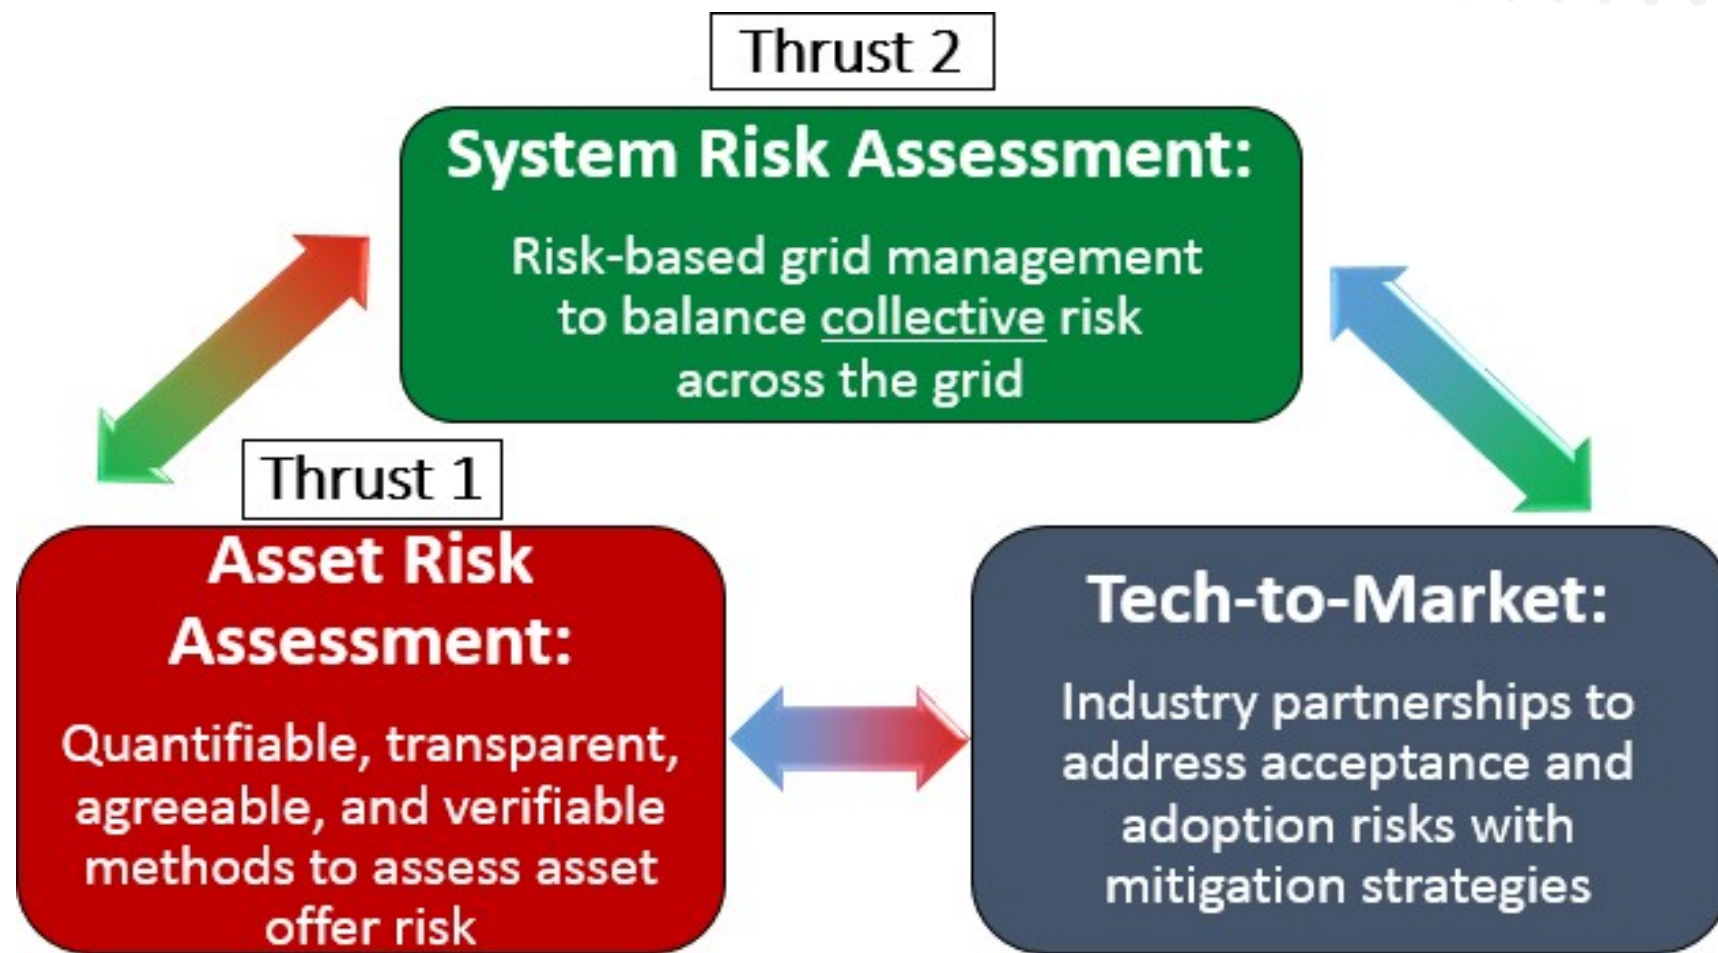 Thrust 2
System Risk Assessment:
Risk-based grid management
to balance collective risk
across the grid
Thrust 1
Asset Risk
Assessment:
Quantifiable, transparent,
agreeable, and verifiable
methods to assess asset
offer risk
Tech-to-Market:
Industry partnerships to
address acceptance and
adoption risks with
mitigation strategies